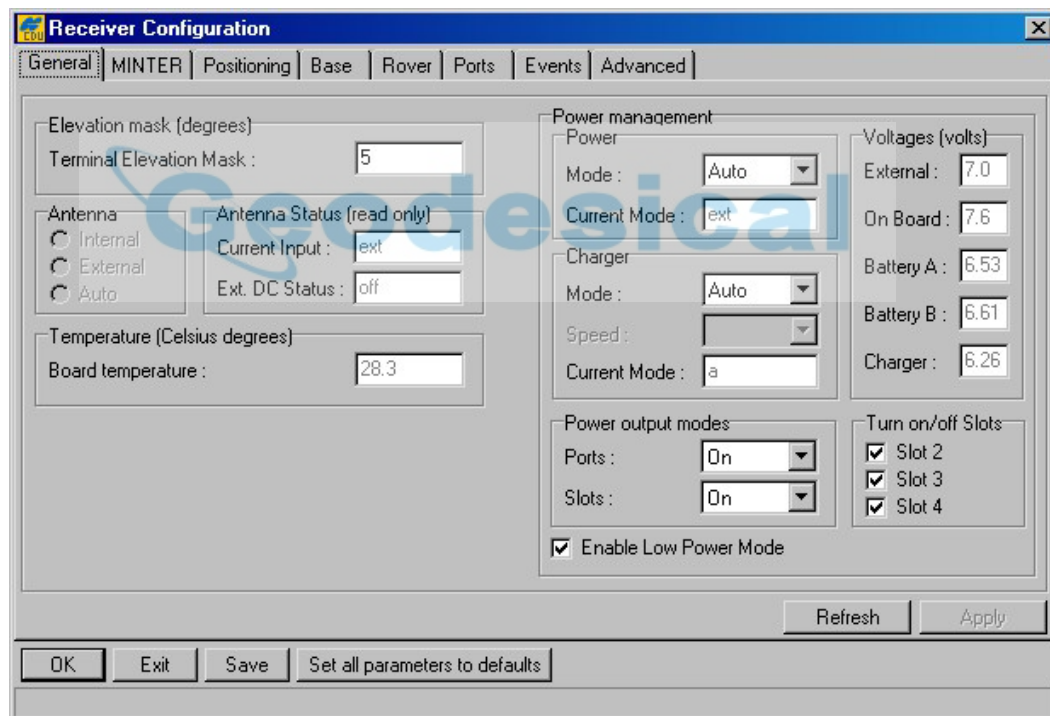 CDU
Receiver Configuration
General
MINTER
Positioning
Base
Rover
Ports
Events
Advanced
Elevation mask (degrees)
Terminal Elevation Mask :
5
Antenna
Internal
External
Auto
Antenna Status (read only)
Current Input :
ext
Ext. DC Status :
off
Temperature (Celsius degrees)
Board temperature :
28.3
Power management
Power
Mode :
Auto
Current Mode :
ext
Charger
Mode :
Auto
Speed :
Current Mode :
a
Voltages (volts)
External :
7.0
On Board :
7.6
Battery A :
6.53
Battery B :
6.61
Charger :
6.26
Power output modes
Ports :
On
Slots :
On
Turn on/off Slots
Slot 2
Slot 3
Slot 4
Enable Low Power Mode
Refresh
Apply
OK
Exit
Save
Set all parameters to defaults
Geodesical